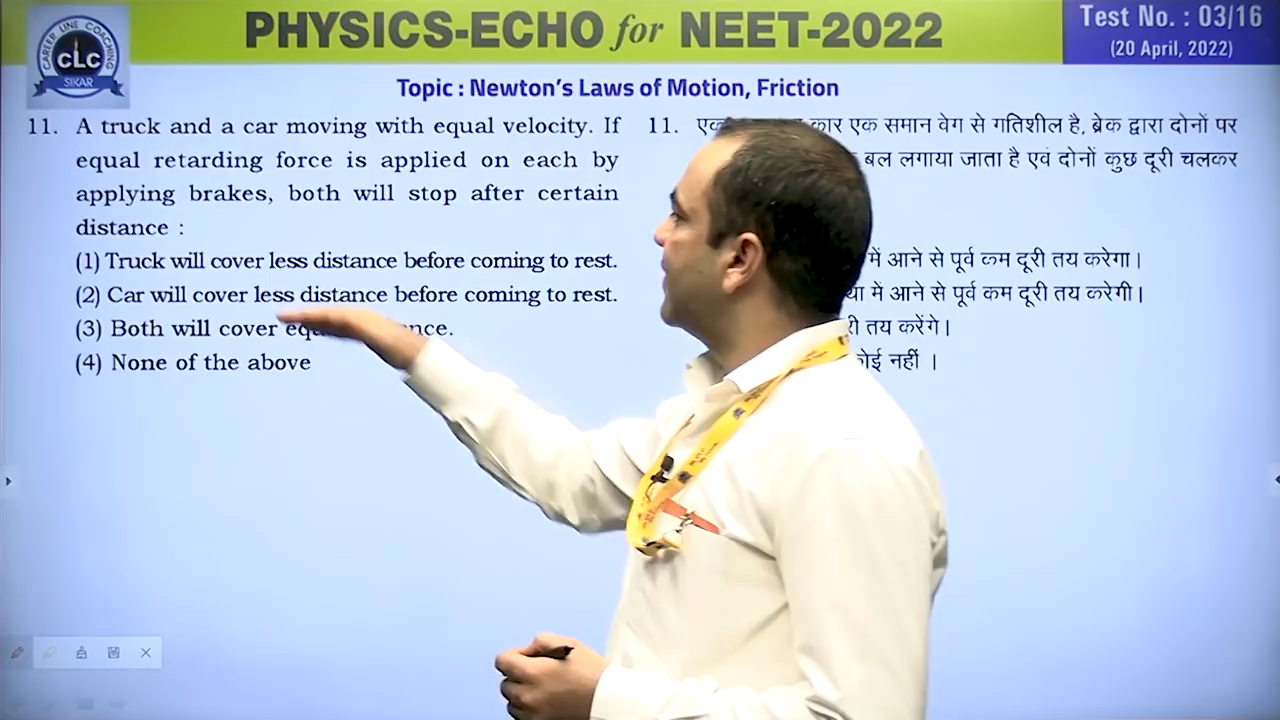 CAREER LINE COACHING
CLC
SIKAR
PHYSICS-ECHO for NEET-2022
Test No. : 03/16
(20 April, 2022)
Topic : Newton's Laws of Motion, Friction
11. A truck and a car moving with equal velocity. If
equal retarding force is applied on each by
applying brakes, both will stop after certain
distance :
(1) Truck will cover less distance before coming to rest.
(2) Car will cover less distance before coming to rest.
(3) Both will cover
(4) None of the above
11. कार एक समान वेग से गतिशील है, ब्रेक द्वारा दोनों पर
बल लगाया जाता है एवं दोनों कुछ दूरी चलकर
में आने से पूर्व कम दूरी तय करेगा।
में आने से पूर्व कम दूरी तय करेगी।
तय करेंगे।
नहीं ।